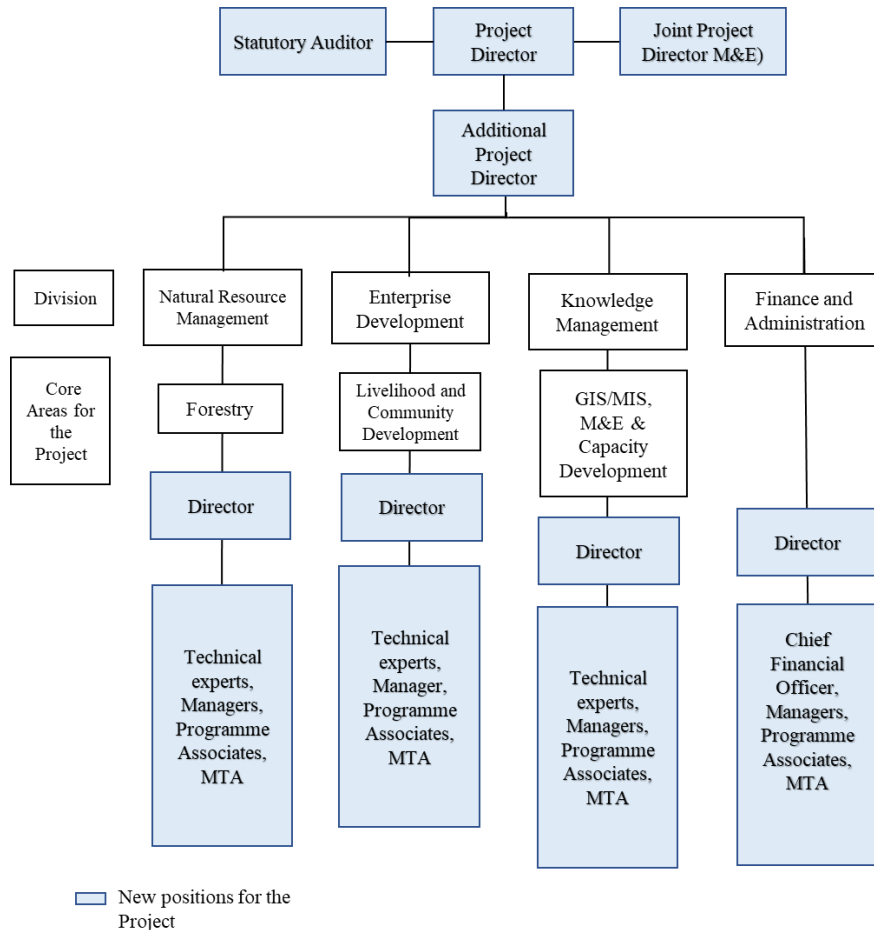 Statutory Auditor
Project
Director
Joint Project
Director M&E)
Additional
Project
Director
Division
Natural Resource
Management
Enterprise
Development
Knowledge
Management
Finance and
Administration
Core
Areas for
the
Project
Forestry
Livelihood and
Community
Development
GIS/MIS,
M&E &
Capacity
Development
Director
Director
Director
Director
Technical
experts,
Managers,
Programme
Associates,
MTA
Technical
experts,
Manager,
Programme
Associates,
MTA
Technical
experts,
Managers,
Programme
Associates,
MTA
Chief
Financial
Officer,
Managers,
Programme
Associates,
MTA
New positions for the
Project